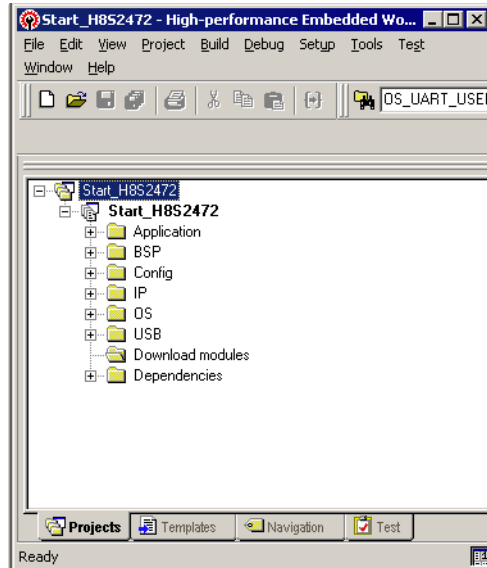 Start_H8S2472 - High-performance Embedded Wo...
File Edit View Project Build Debug Setup Tools Test
Window Help
OS_UART_USE
Start_H8S2472
Start_H8S2472
Application
BSP
Config
IP
OS
USB
Download modules
Dependencies
Projects Templates Navigation Test
Ready